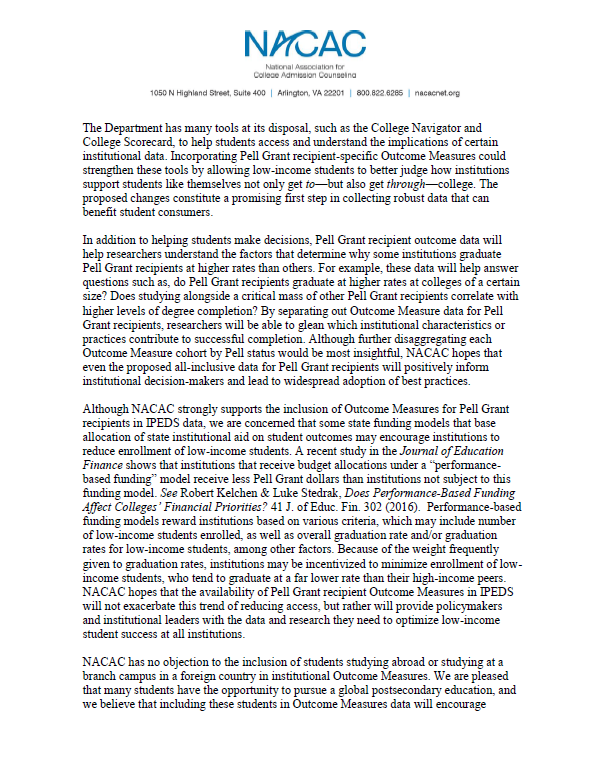 NACAC
National Association for
College Admission Counseling
1050 N Highland Street, Suite 400 | Arlington, VA 22201 | 800.822.6285 | nacacnet.org
The Department has many tools at its disposal, such as the College Navigator and
College Scorecard, to help students access and understand the implications of certain
institutional data. Incorporating Pell Grant recipient-specific Outcome Measures could
strengthen these tools by allowing low-income students to better judge how institutions
support students like themselves not only get to—but also get through—college. The
proposed changes constitute a promising first step in collecting robust data that can
benefit student consumers.
In addition to helping students make decisions, Pell Grant recipient outcome data will
help researchers understand the factors that determine why some institutions graduate
Pell Grant recipients at higher rates than others. For example, these data will help answer
questions such as, do Pell Grant recipients graduate at higher rates at colleges of a certain
size? Does studying alongside a critical mass of other Pell Grant recipients correlate with
higher levels of degree completion? By separating out Outcome Measure data for Pell
Grant recipients, researchers will be able to glean which institutional characteristics or
practices contribute to successful completion. Although further disaggregating each
Outcome Measure cohort by Pell status would be most insightful, NACAC hopes that
even the proposed all-inclusive data for Pell Grant recipients will positively inform
institutional decision-makers and lead to widespread adoption of best practices.
Although NACAC strongly supports the inclusion of Outcome Measures for Pell Grant
recipients in IPEDS data, we are concerned that some state funding models that base
allocation of state institutional aid on student outcomes may encourage institutions to
reduce enrollment of low-income students. A recent study in the Journal of Education
Finance shows that institutions that receive budget allocations under a “performance-
based funding” model receive less Pell Grant dollars than institutions not subject to this
funding model. See Robert Kelchen & Luke Stedrak, Does Performance-Based Funding
Affect Colleges’ Financial Priorities? 41 J. of Educ. Fin. 302 (2016). Performance-based
funding models reward institutions based on various criteria, which may include number
of low-income students enrolled, as well as overall graduation rate and/or graduation
rates for low-income students, among other factors. Because of the weight frequently
given to graduation rates, institutions may be incentivized to minimize enrollment of low-
income students, who tend to graduate at a far lower rate than their high-income peers.
NACAC hopes that the availability of Pell Grant recipient Outcome Measures in IPEDS
will not exacerbate this trend of reducing access, but rather will provide policymakers
and institutional leaders with the data and research they need to optimize low-income
student success at all institutions.
NACAC has no objection to the inclusion of students studying abroad or studying at a
branch campus in a foreign country in institutional Outcome Measures. We are pleased
that many students have the opportunity to pursue a global postsecondary education, and
we believe that including these students in Outcome Measures data will encourage